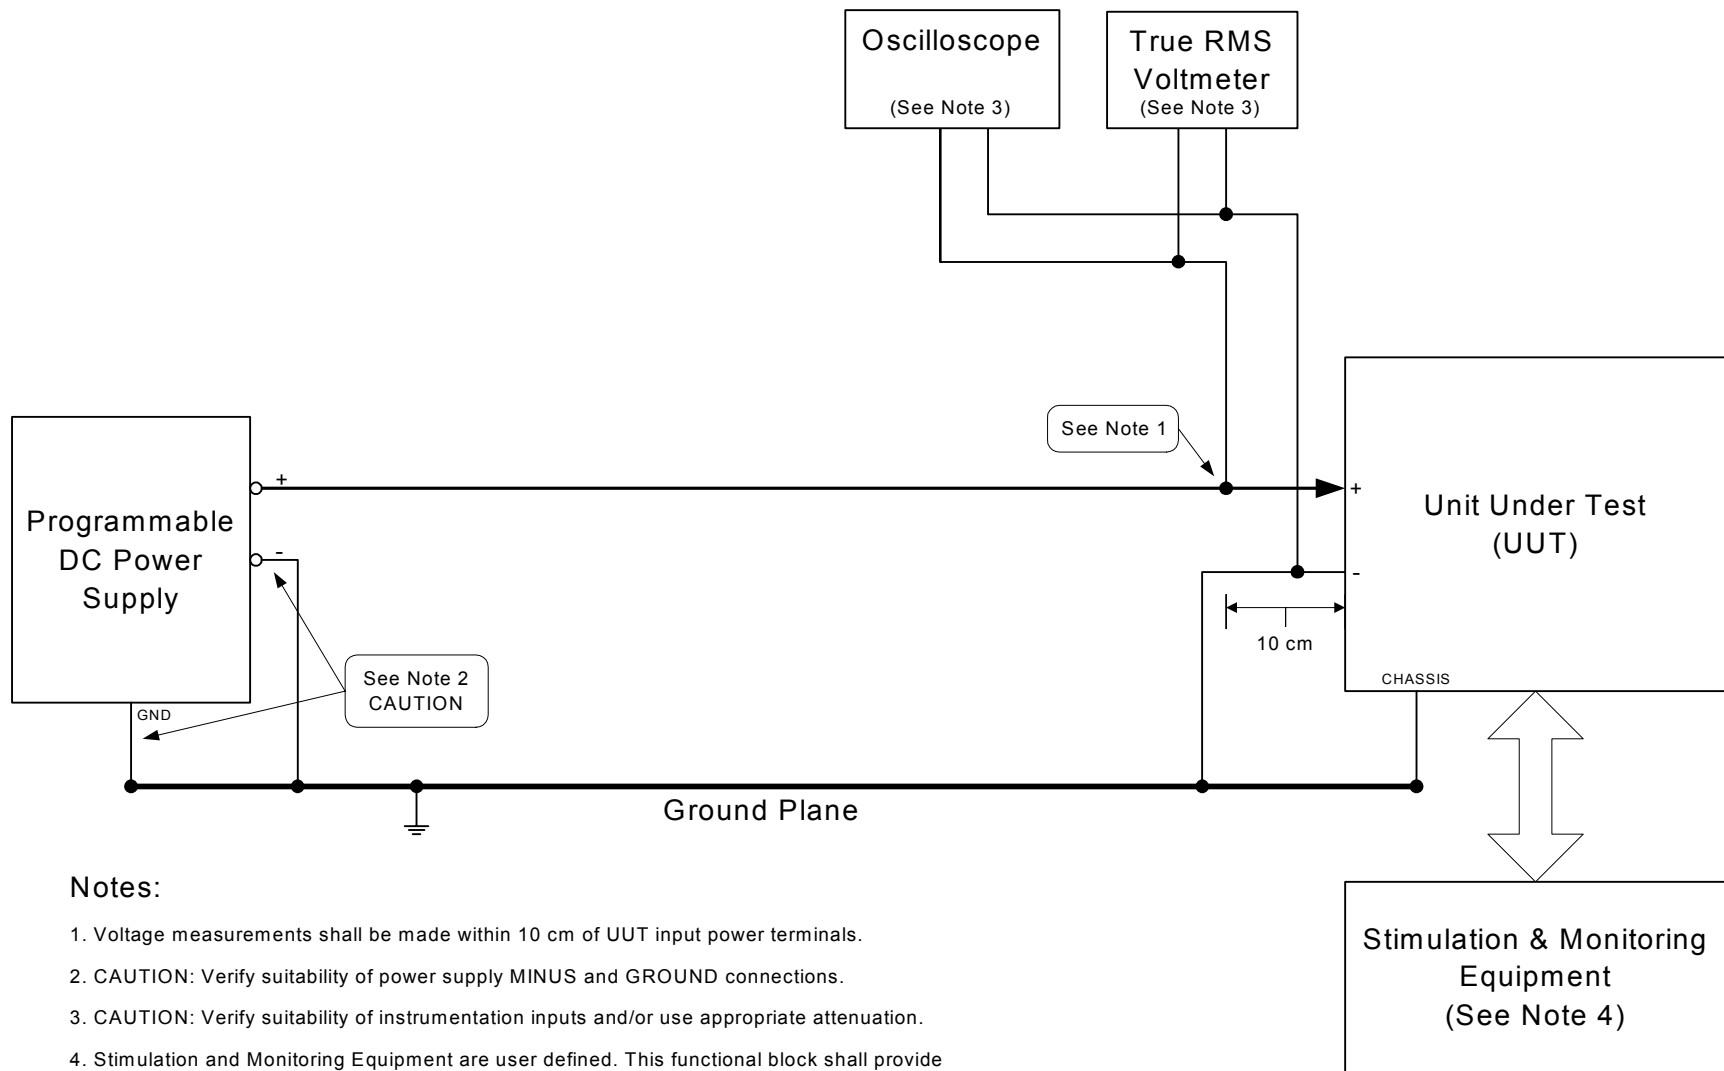 Oscilloscope
(See Note 3)
True RMS
Voltmeter
(See Note 3)
See Note 1
+
-
Programmable
DC Power
Supply
GND
See Note 2
CAUTION
+
-
Unit Under Test
(UUT)
10 cm
CHASSIS
Ground Plane
Stimulation & Monitoring
Equipment
(See Note 4)
Notes:
1. Voltage measurements shall be made within 10 cm of UUT input power terminals.
2. CAUTION: Verify suitability of power supply MINUS and GROUND connections.
3. CAUTION: Verify suitability of instrumentation inputs and/or use appropriate attenuation.
4. Stimulation and Monitoring Equipment are user defined. This functional block shall provide